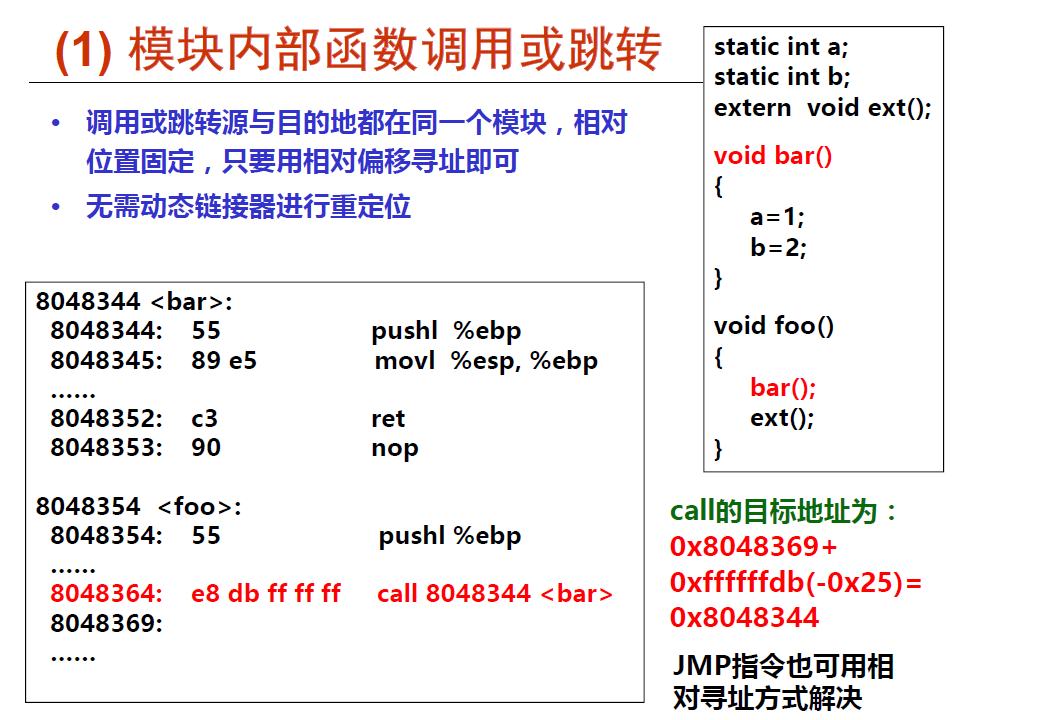 (1) 模块内部函数调用或跳转
• 调用或跳转源与目的地都在同一个模块，相对
位置固定，只要用相对偏移寻址即可
• 无需动态链接器进行重定位
static int a;
static int b;
extern void ext();
void bar()
{
a=1;
b=2;
}
void foo()
{
bar();
ext();
}
8048344 <bar>:
8048344: 55 pushl %ebp
8048345: 89 e5 movl %esp, %ebp
......
8048352: c3 ret
8048353: 90 nop
8048354 <foo>:
8048354: 55 pushl %ebp
......
8048364: e8 db ff ff ff call 8048344 <bar>
8048369:
......
call的目标地址为：
0x8048369+
0xffffffdb(-0x25)=
0x8048344
JMP指令也可用相
对寻址方式解决